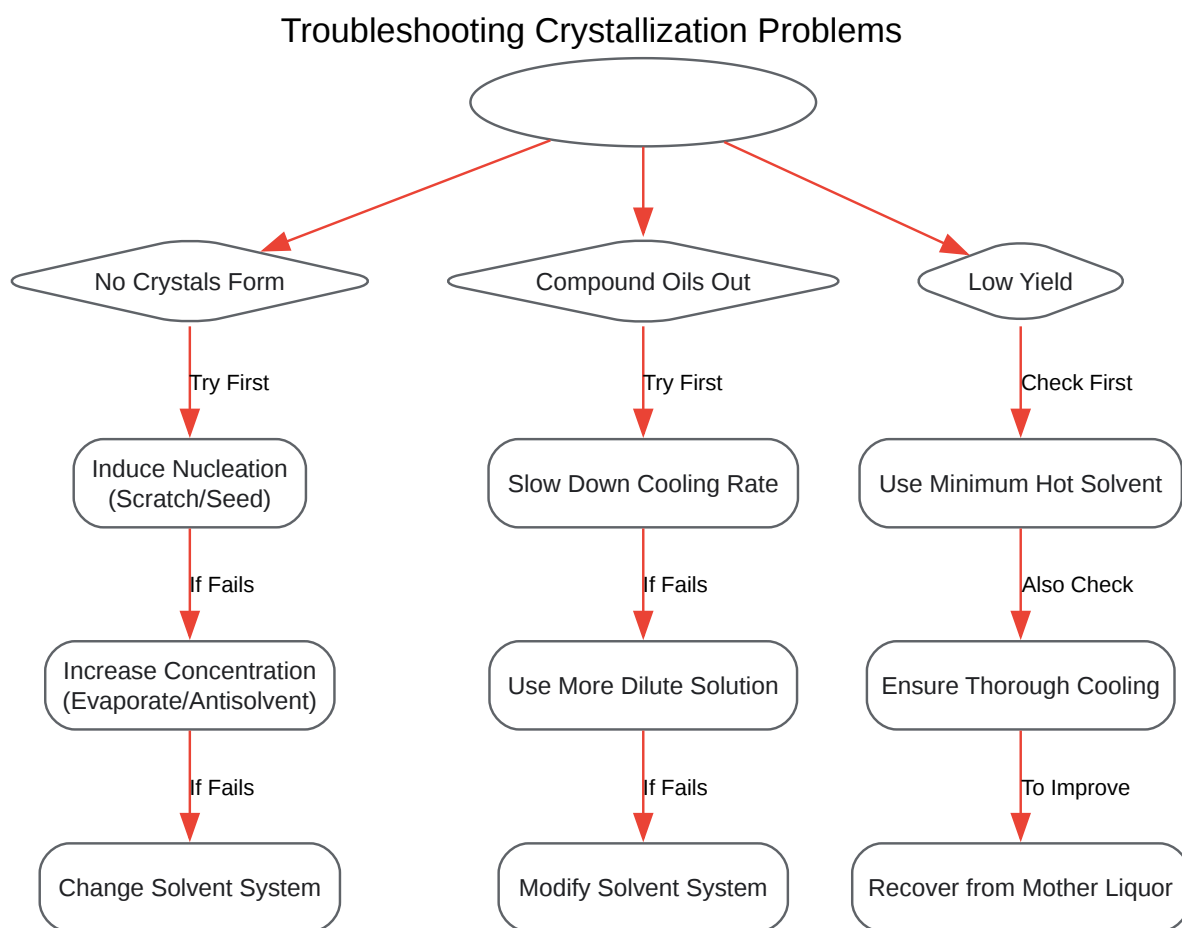 Troubleshooting Crystallization Problems
No Crystals Form
Compound Oils Out
Low Yield
Try First
Try First
Check First
Induce Nucleation
(Scratch/Seed)
Slow Down Cooling Rate
Use Minimum Hot Solvent
If Fails
If Fails
Also Check
Increase Concentration
(Evaporate/Antisolvent)
Use More Dilute Solution
Ensure Thorough Cooling
If Fails
If Fails
To Improve
Change Solvent System
Modify Solvent System
Recover from Mother Liquor